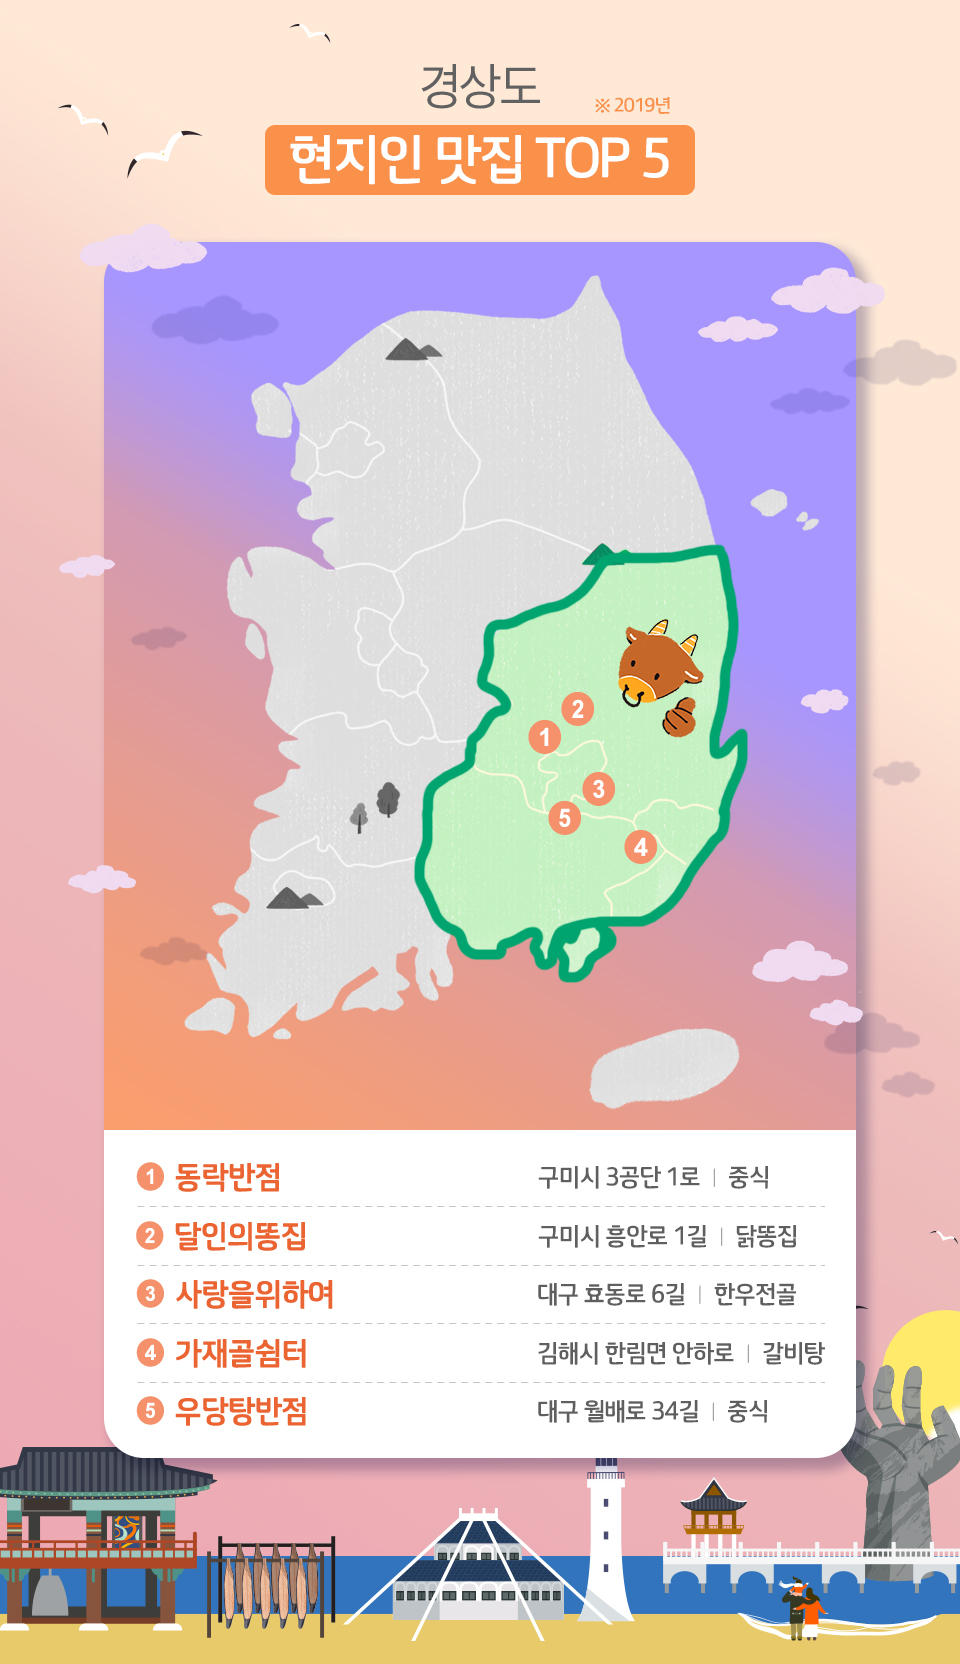 경상도
※ 2019년
현지인 맛집 TOP 5
2
1
3
5
4
1 동락반점 구미시 3공단 1로 | 중식
2 달인의똥집 구미시 흥안로 1길 | 닭똥집
3 사랑을위하여 대구 효동로 6길 | 한우전골
4 가재골쉼터 김해시 한림면 안하로 | 갈비탕
5 우당탕반점 대구 월배로 34길 | 중식